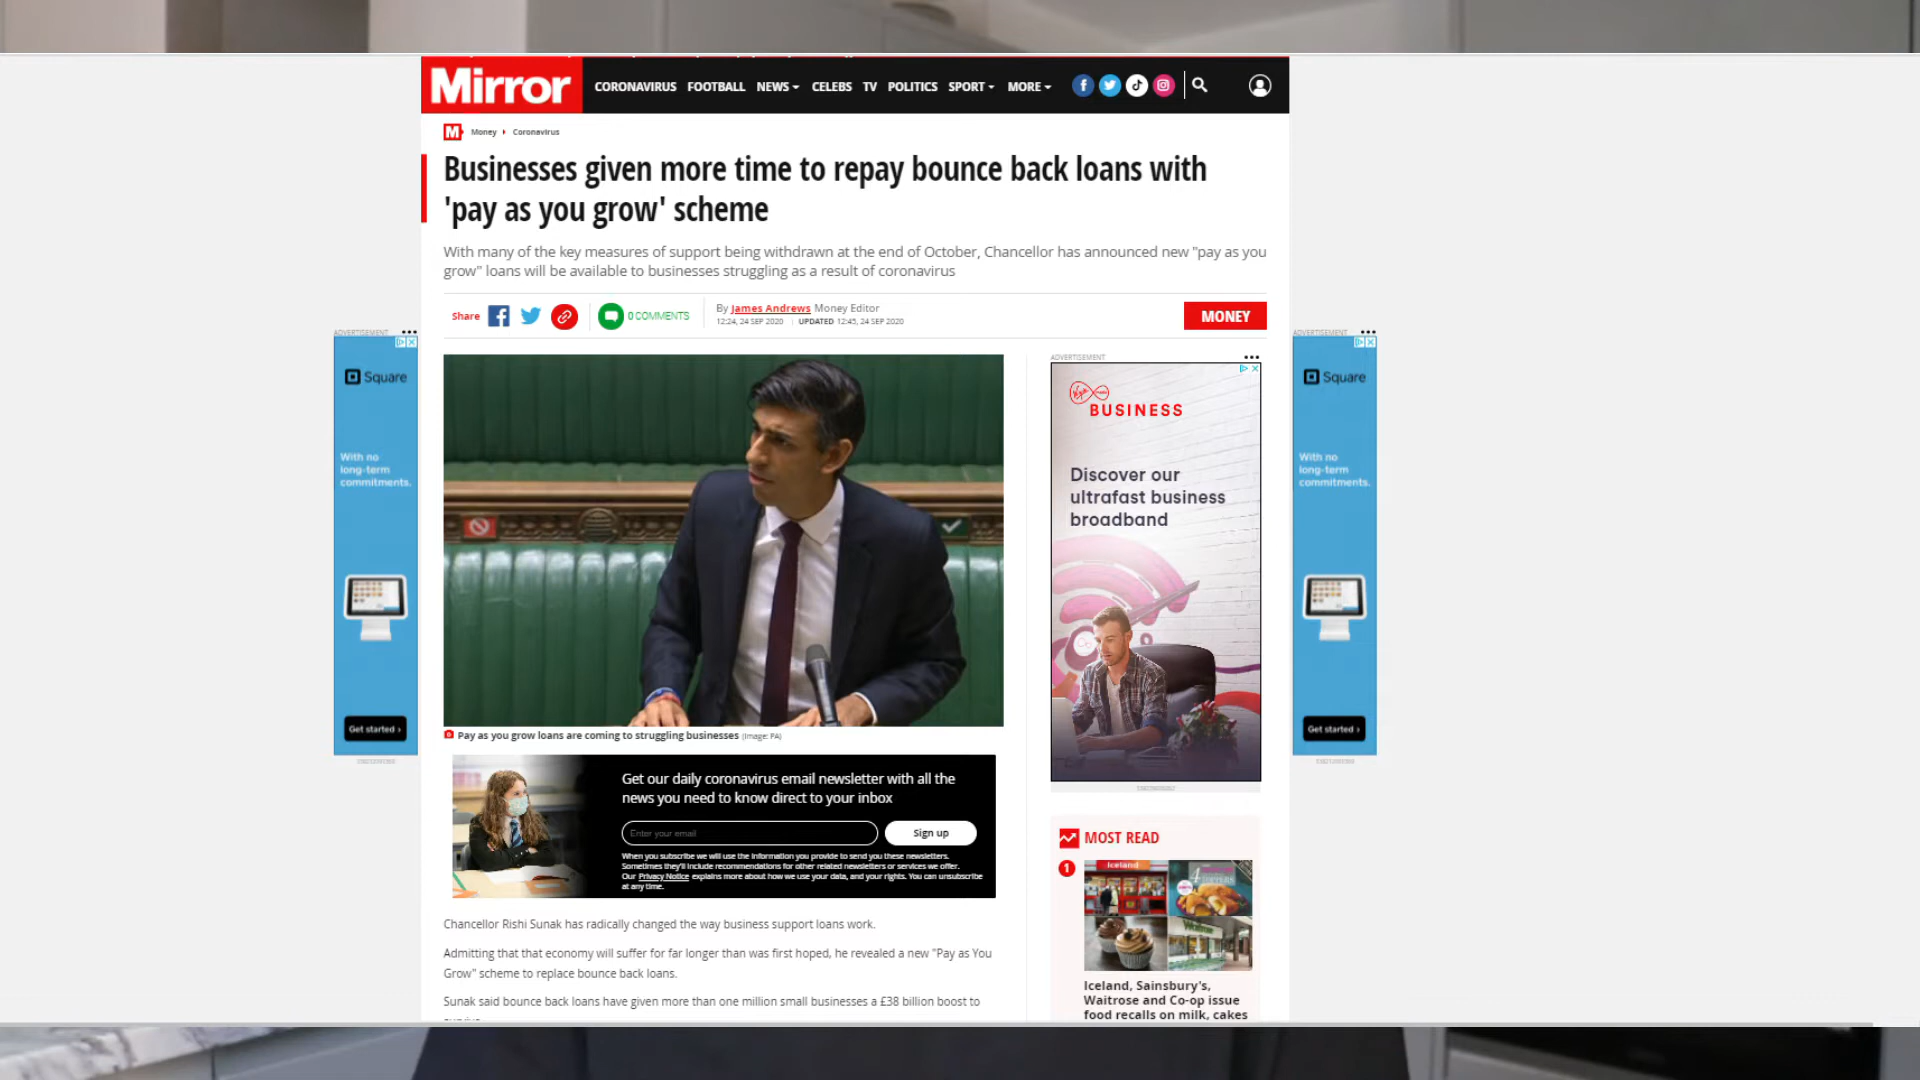 Mirror
CORONAVIRUS FOOTBALL NEWS CELEBS TV POLITICS SPORT MORE
M Money Coronavirus
Businesses given more time to repay bounce back loans with
'pay as you grow' scheme
With many of the key measures of support being withdrawn at the end of October, Chancellor has announced new "pay as you
grow" loans will be available to businesses struggling as a result of coronavirus
Share
0 COMMENTS
By James Andrews Money Editor
12:24, 24 SEP 2020 UPDATED 12:45, 24 SEP 2020
MONEY
ADVERTISEMENT
Square
With no
long-term
commitments.
Get started ›
Pay as you grow loans are coming to struggling businesses (Image: PA)
Get our daily coronavirus email newsletter with all the
news you need to know direct to your inbox
Enter your email
Sign up
When you subscribe we will use the information you provide to send you these newsletters.
Sometimes they'll include recommendations for other related newsletters or services we offer.
Our Privacy Notice explains more about how we use your data, and your rights. You can unsubscribe
at any time.
Chancellor Rishi Sunak has radically changed the way business support loans work.
Admitting that that economy will suffer for far longer than was first hoped, he revealed a new "Pay as You
Grow" scheme to replace bounce back loans.
Sunak said bounce back loans have given more than one million small businesses a £38 billion boost to
ADVERTISEMENT
BUSINESS
Discover our
ultrafast business
broadband
MOST READ
1
Iceland
Iceland, Sainsbury's,
Waitrose and Co-op issue
food recalls on milk, cakes
ADVERTISEMENT
Square
With no
long-term
commitments.
Get started ›